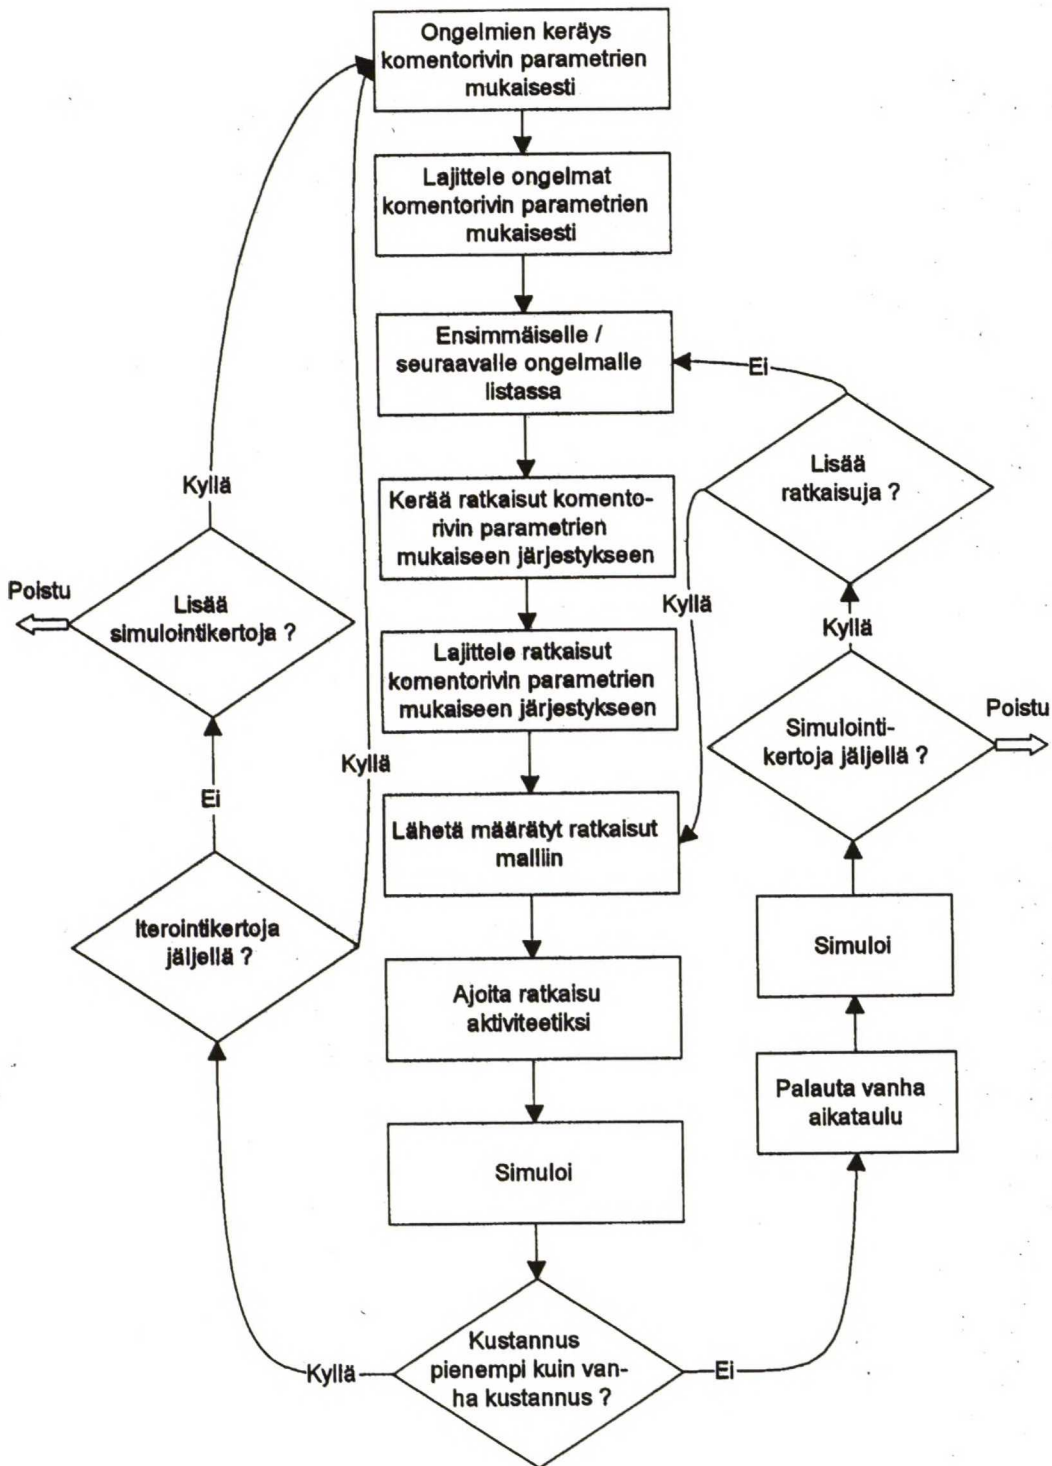 Ongelmien keräys
komentorivin parametrien
mukaisesti
Lajittele ongelmat
komentorivin parametrien
mukaisesti
Ensimmäiselle /
seuraavalle ongelmalle
listassa
Ei
Lisää
ratkaisuja ?
Kerää ratkaisut komento-
rivin parametrien
mukaiseen järjestykseen
Kyllä
Kyllä
Poistu
Lisää
simulointikertoja ?
Kyllä
Lajittele ratkaisut
komentorivin parametrien
mukaiseen järjestykseen
Simulointi-
kertoja jäljellä ?
Poistu
Kyllä
Ei
Lähetä määrätyt ratkaisut
malliin
Iterointikertoja
jäljellä ?
Simuloi
Ajoita ratkaisu
aktiviteetiksi
Palauta vanha
aikataulu
Simuloi
Kustannus
pienempi kuin van-
ha kustannus ?
Kyllä
Ei